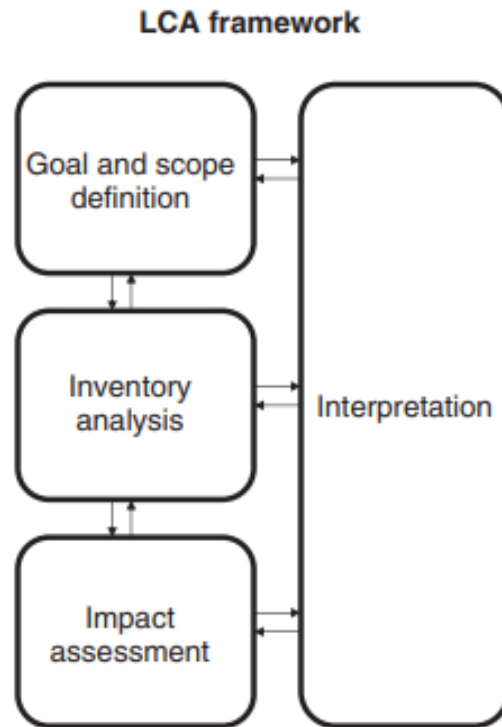 LCA framework
Goal and scope
definition
Inventory
analysis
Interpretation
Impact
assessment